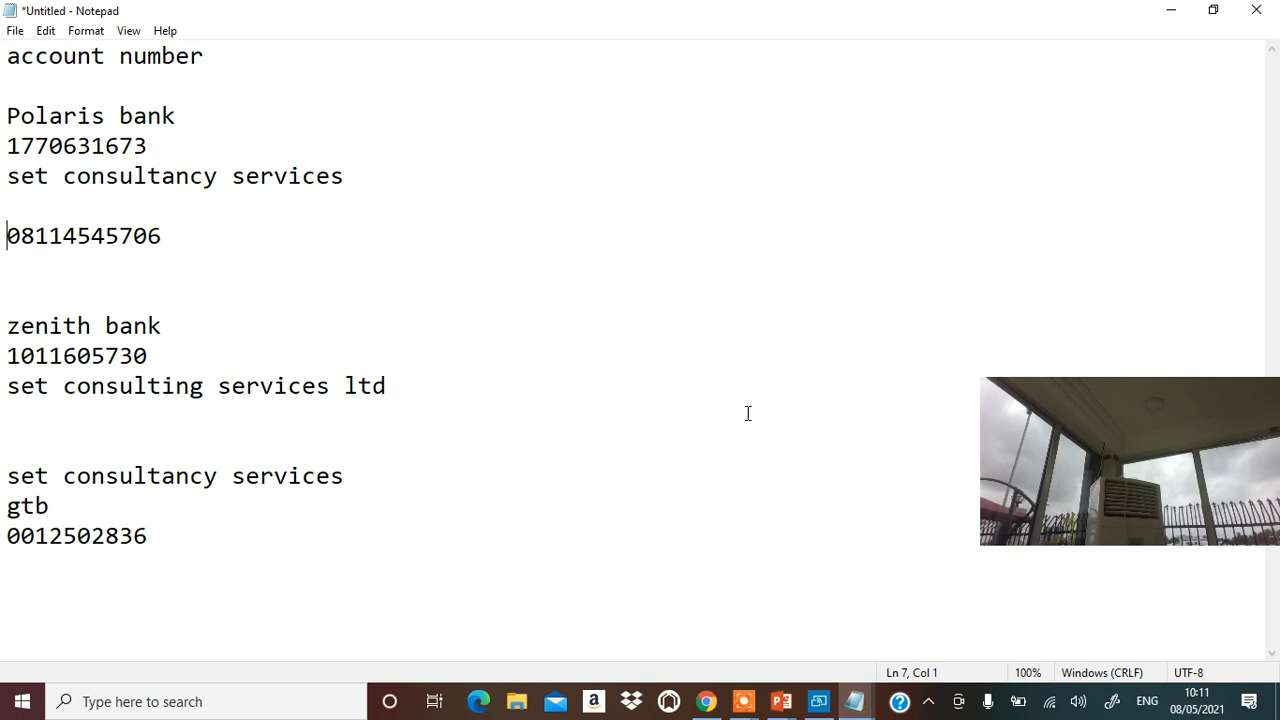 *Untitled - Notepad
File Edit Format View Help
account number
Polaris bank
1770631673
set consultancy services
08114545706
zenith bank
1011605730
set consulting services ltd
set consultancy services
gtb
0012502836
Ln 7, Col 1 100% Windows (CRLF) UTF-8
Type here to search
a
ENG
10:11
08/05/2021